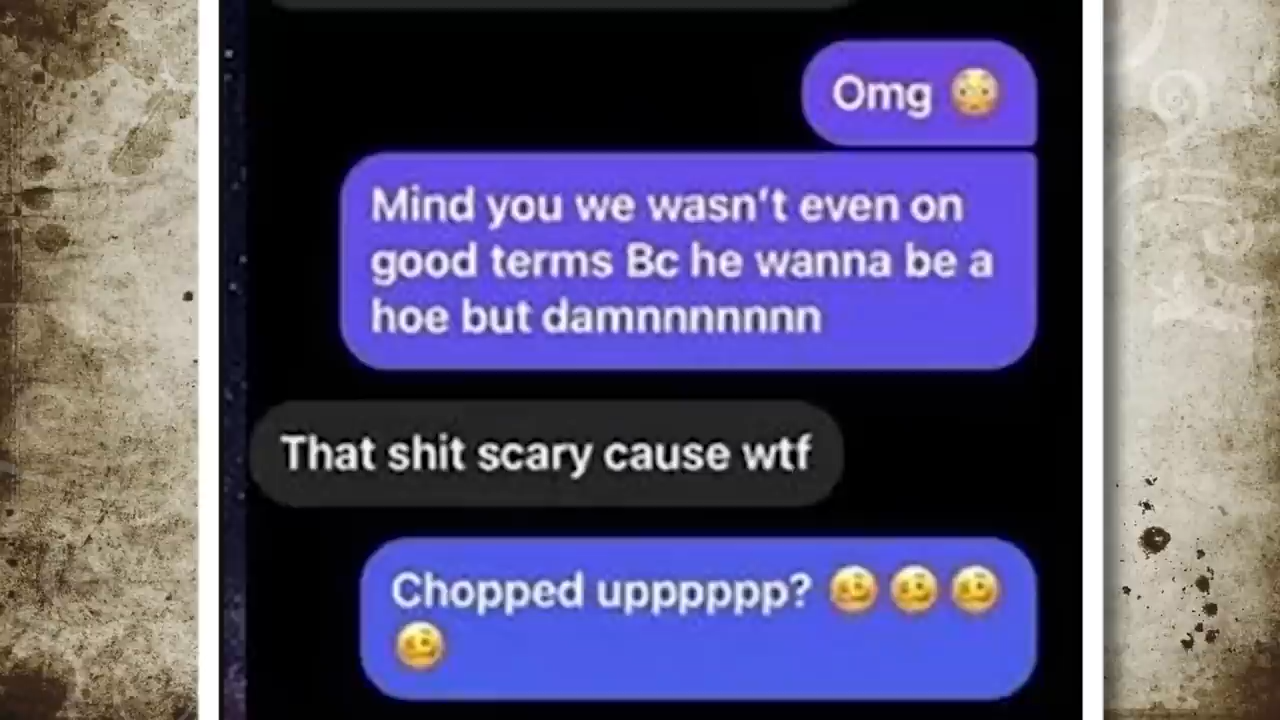 Omg 😳
Mind you we wasn't even on
good terms Bc he wanna be a
hoe but damnnnnnnn
That shit scary cause wtf
Chopped upppppp? 🥴🥴🥴
🥴